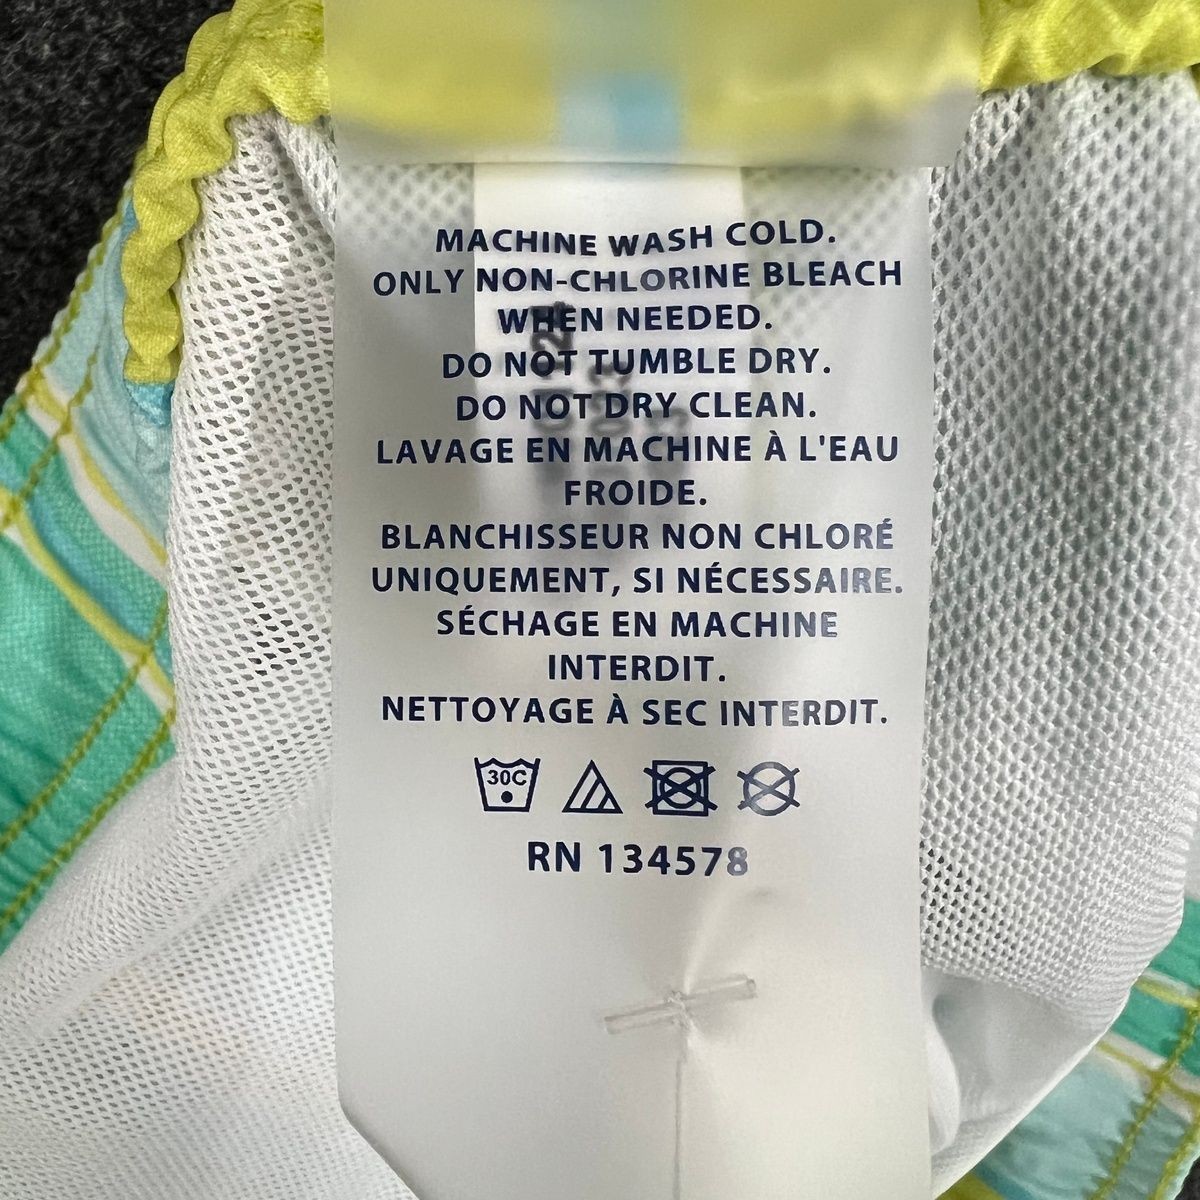 MACHINE WASH COLD.
ONLY NON-CHLORINE BLEACH
WHEN NEEDED.
DO NOT TUMBLE DRY.
DO NOT DRY CLEAN.
LAVAGE EN MACHINE À L'EAU
FROIDE.
BLANCHISSEUR NON CHLORÉ
UNIQUEMENT, SI NÉCESSAIRE.
SÉCHAGE EN MACHINE
INTERDIT.
NETTOYAGE À SEC INTERDIT.
30C
RN 134578